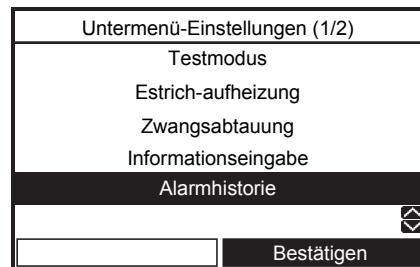 Untermenü-Einstellungen (1/2)
Testmodus
Estrich-aufheizung
Zwangsabtauung
Informationseingabe
Alarmhistorie
Bestätigen